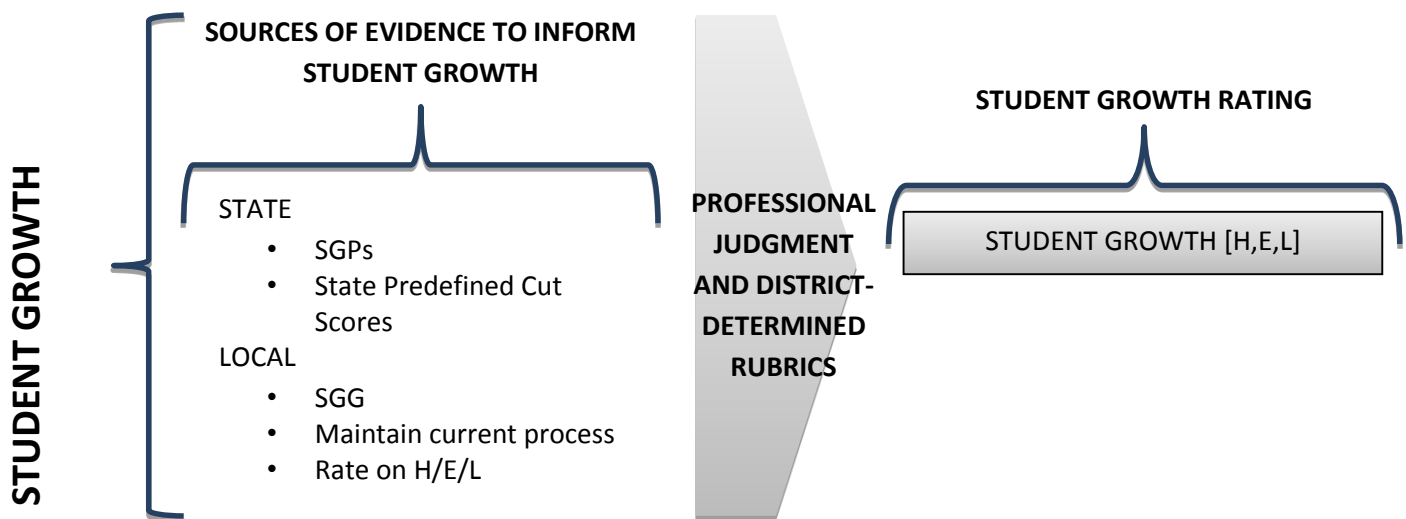 STUDENT GROWTH
SOURCES OF EVIDENCE TO INFORM
STUDENT GROWTH
STATE
• SGPs
• State Predefined Cut
Scores
LOCAL
• SGG
• Maintain current process
• Rate on H/E/L
PROFESSIONAL
JUDGMENT
AND DISTRICT-
DETERMINED
RUBRICS
STUDENT GROWTH RATING
STUDENT GROWTH [H,E,L]